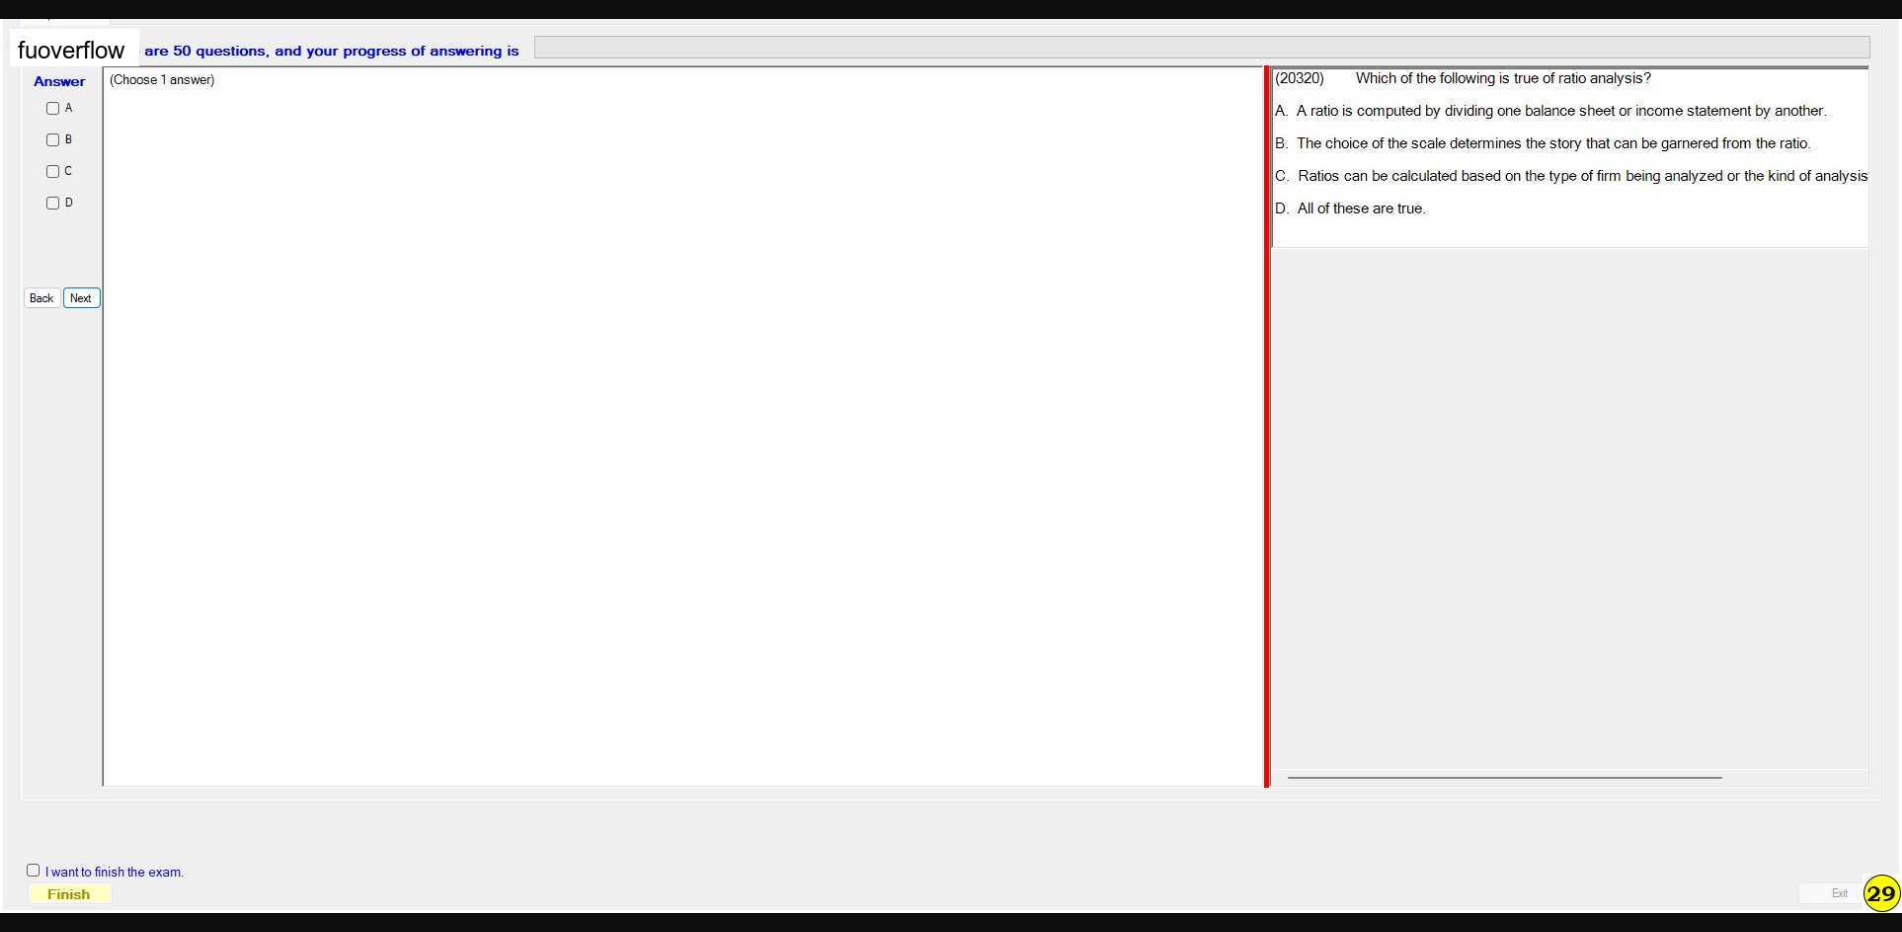 fuoverflow are 50 questions, and your progress of answering is
Answer
(Choose 1 answer)
A
B
C
D
Back Next
(20320) Which of the following is true of ratio analysis?
A. A ratio is computed by dividing one balance sheet or income statement by another.
B. The choice of the scale determines the story that can be garnered from the ratio.
C. Ratios can be calculated based on the type of firm being analyzed or the kind of analysis
D. All of these are true.
I want to finish the exam.
Finish
Exit 29